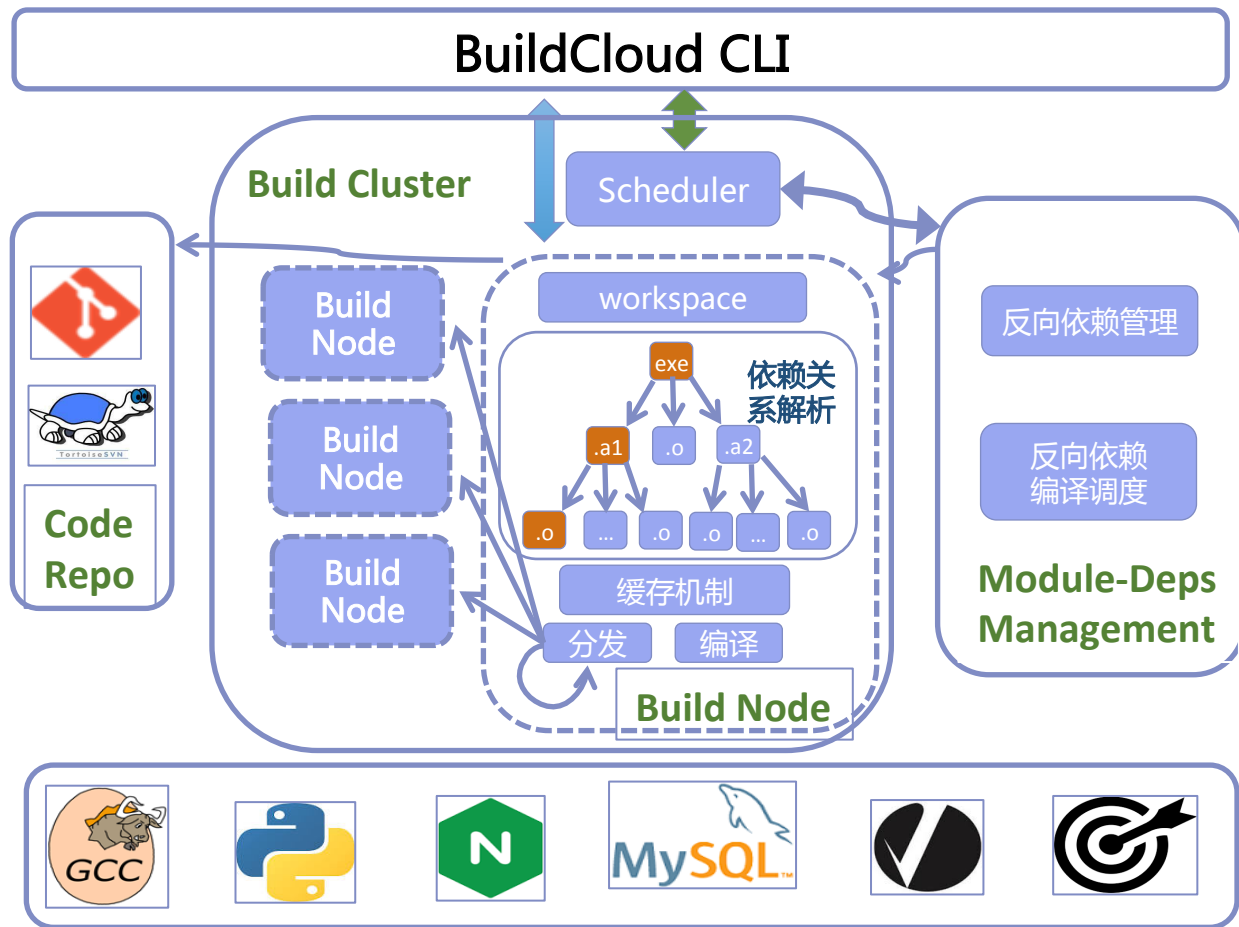 BuildCloud CLI
Build Cluster
Scheduler
Build
Node
Build
Node
Build
Node
workspace
exe
依赖关
系解析
.a1
.o
.a2
.o
...
.o
.o
...
.o
缓存机制
分发
编译
Build Node
TortoiseSVN
Code
Repo
反向依赖管理
反向依赖
编译调度
Module-Deps
Management
GCC
N
MySQL™